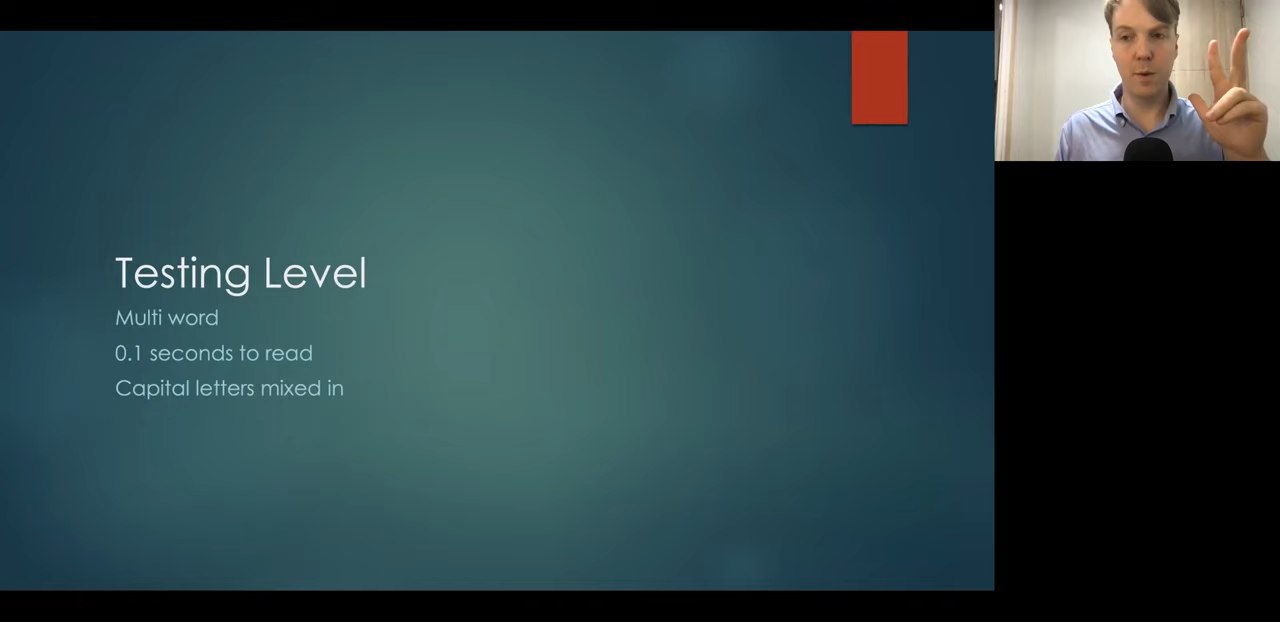 Testing Level
Multi word
0.1 seconds to read
Capital letters mixed in